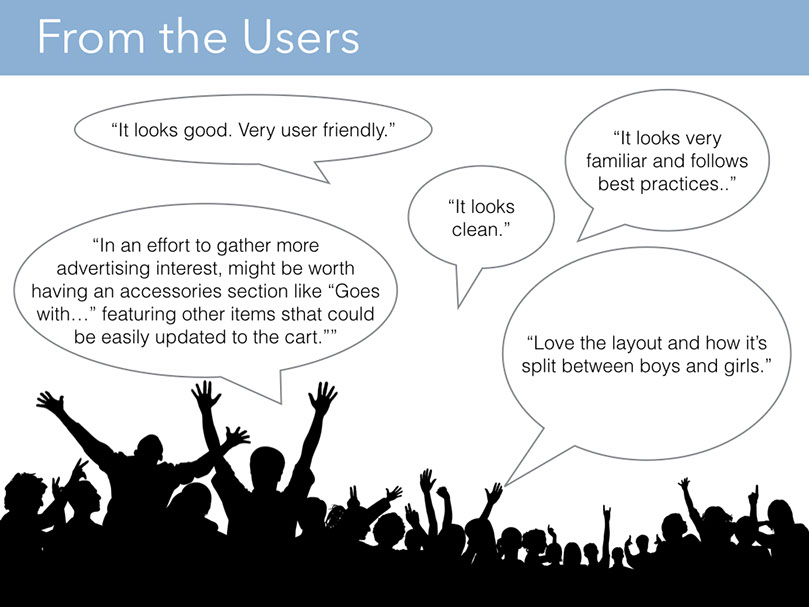 From the Users
“It looks good. Very user friendly.”
“It looks very
familiar and follows
best practices..”
“It looks
clean.”
“In an effort to gather more
advertising interest, might be worth
having an accessories section like “Goes
with…” featuring other items sthat could
be easily updated to the cart.””
“Love the layout and how it’s
split between boys and girls.”